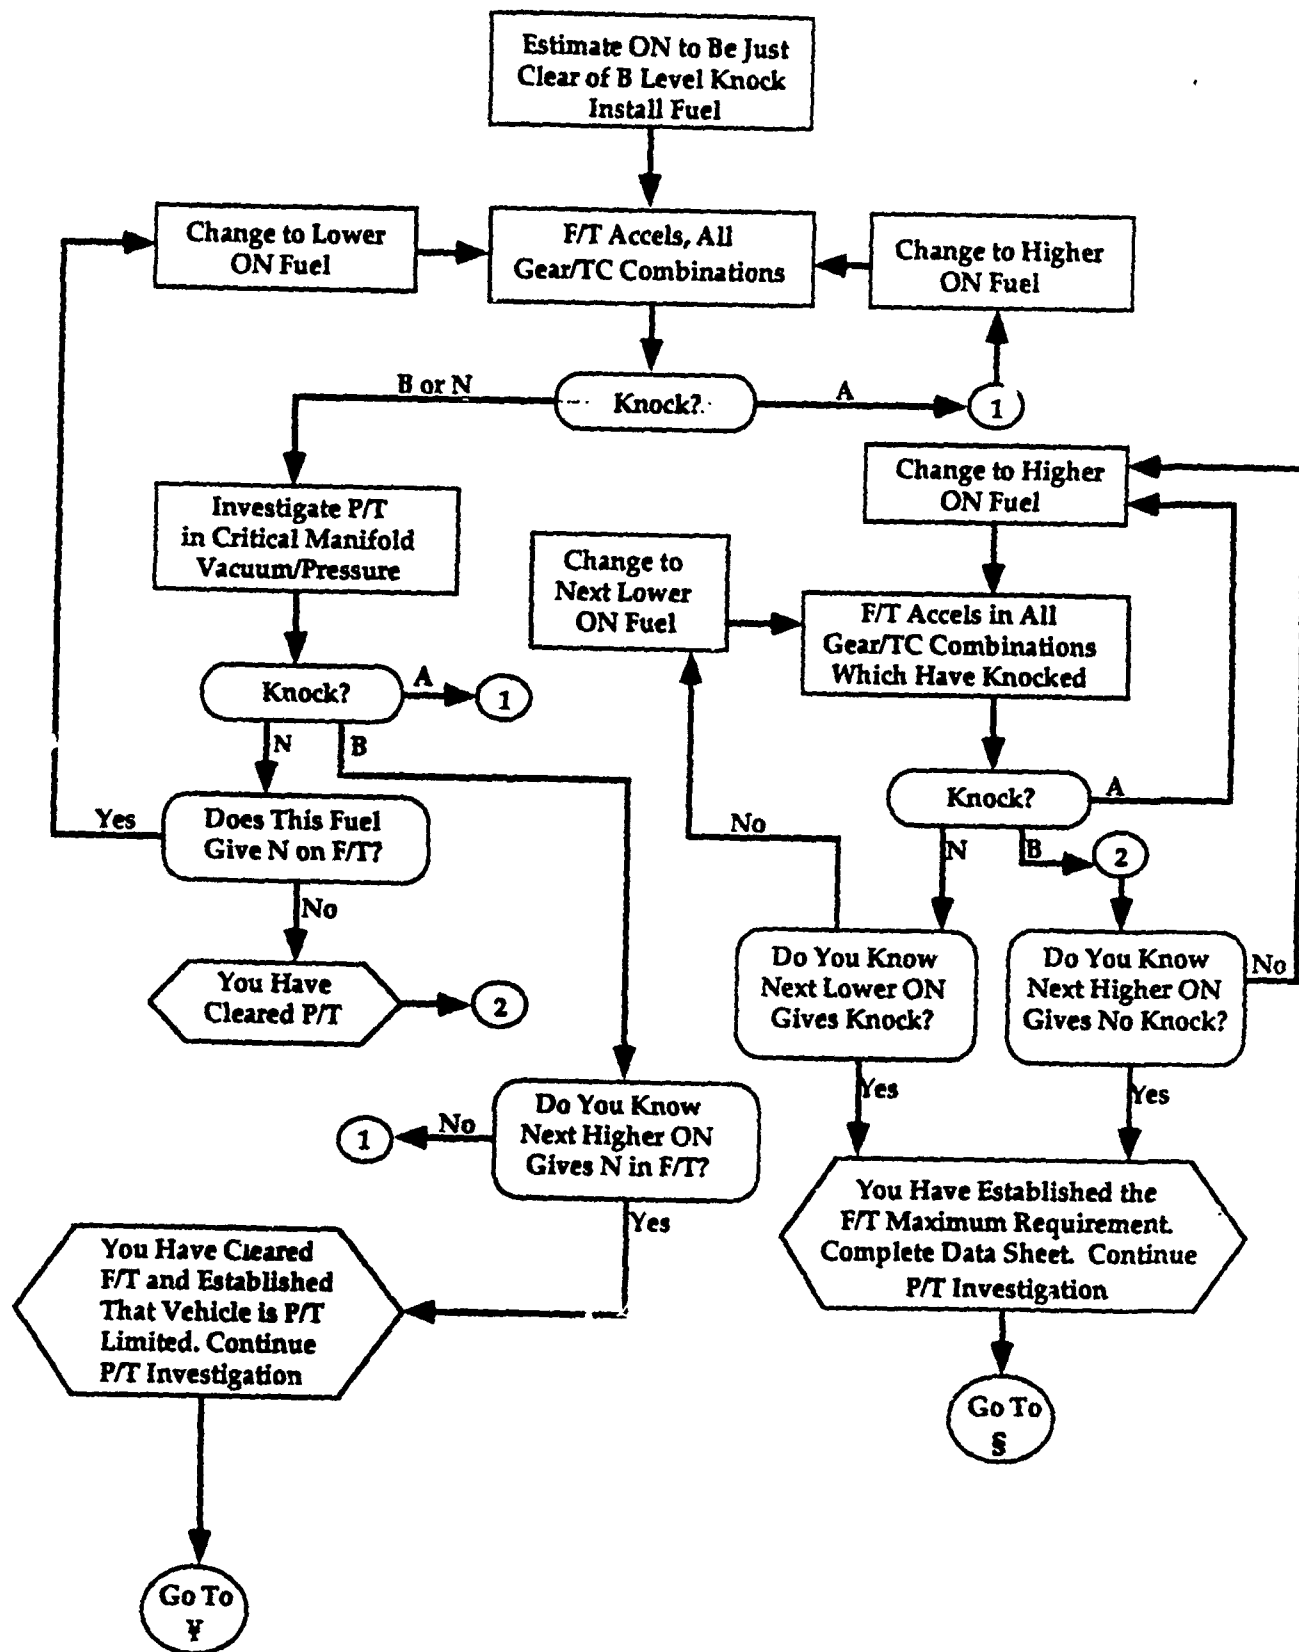 Estimate ON to Be Just
Clear of B Level Knock
Install Fuel
Change to Lower
ON Fuel
F/T Accels, All
Gear/TC Combinations
Change to Higher
ON Fuel
B or N
Knock?
A
1
Investigate P/T
in Critical Manifold
Vacuum/Pressure
Change to Higher
ON Fuel
Change to
Next Lower
ON Fuel
F/T Accels in All
Gear/TC Combinations
Which Have Knocked
Knock?
A
1
N
B
Knock?
A
Yes
Does This Fuel
Give N on F/T?
No
N
B
2
No
You Have
Cleared P/T
2
Do You Know
Next Lower ON
Gives Knock?
Do You Know
Next Higher ON
Gives No Knock?
No
Yes
Yes
1
No
Do You Know
Next Higher ON
Gives N in F/T?
Yes
You Have Established the
F/T Maximum Requirement.
Complete Data Sheet. Continue
P/T Investigation
You Have Cleared
F/T and Established
That Vehicle is P/T
Limited. Continue
P/T Investigation
Go To
§
Go To
¥